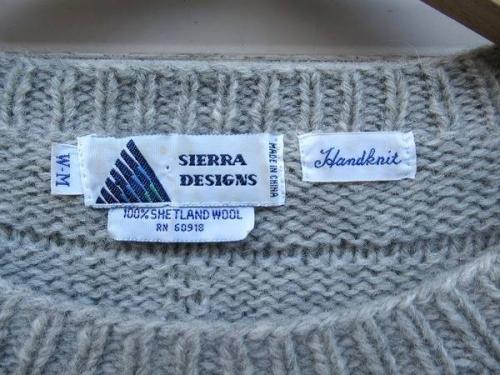 W-M
SIERRA
DESIGNS
MADE IN CHINA
Handknit
100% SHETLAND WOOL
RN 60918